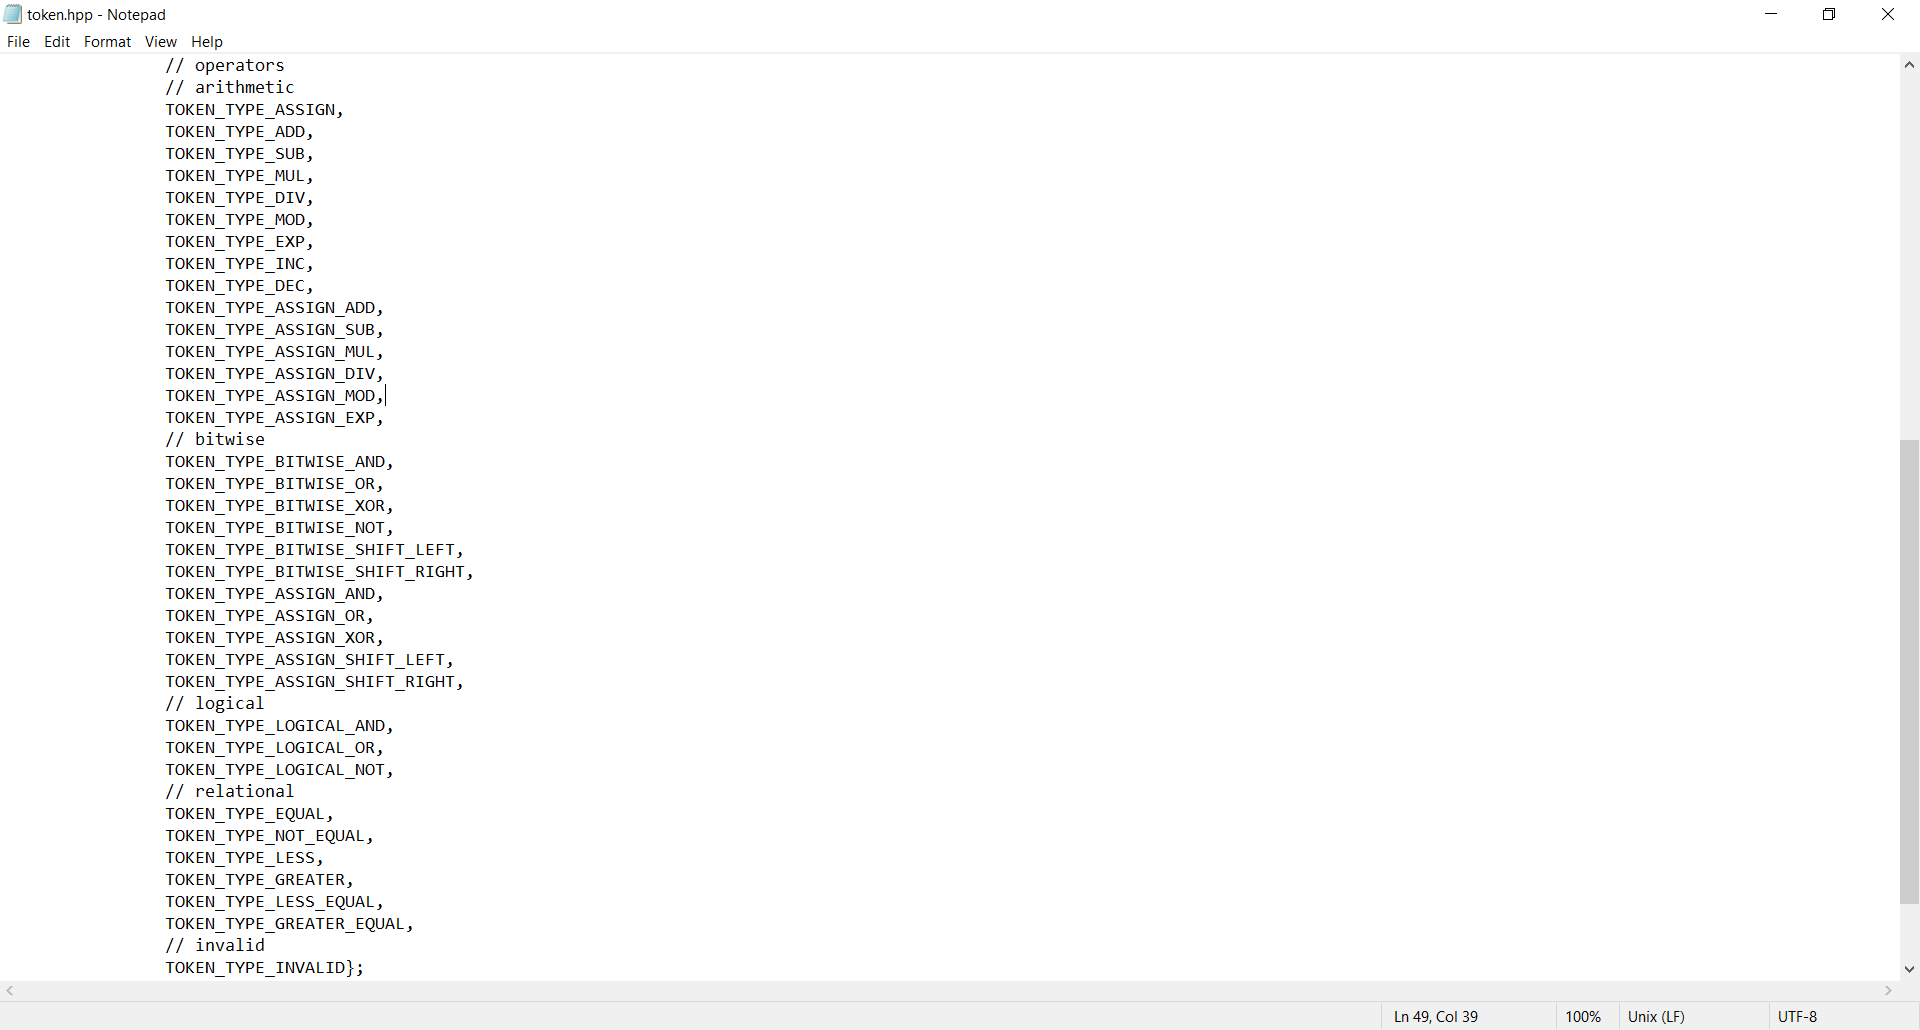 token.hpp - Notepad
File Edit Format View Help
// operators
// arithmetic
TOKEN_TYPE_ASSIGN,
TOKEN_TYPE_ADD,
TOKEN_TYPE_SUB,
TOKEN_TYPE_MUL,
TOKEN_TYPE_DIV,
TOKEN_TYPE_MOD,
TOKEN_TYPE_EXP,
TOKEN_TYPE_INC,
TOKEN_TYPE_DEC,
TOKEN_TYPE_ASSIGN_ADD,
TOKEN_TYPE_ASSIGN_SUB,
TOKEN_TYPE_ASSIGN_MUL,
TOKEN_TYPE_ASSIGN_DIV,
TOKEN_TYPE_ASSIGN_MOD,
TOKEN_TYPE_ASSIGN_EXP,
// bitwise
TOKEN_TYPE_BITWISE_AND,
TOKEN_TYPE_BITWISE_OR,
TOKEN_TYPE_BITWISE_XOR,
TOKEN_TYPE_BITWISE_NOT,
TOKEN_TYPE_BITWISE_SHIFT_LEFT,
TOKEN_TYPE_BITWISE_SHIFT_RIGHT,
TOKEN_TYPE_ASSIGN_AND,
TOKEN_TYPE_ASSIGN_OR,
TOKEN_TYPE_ASSIGN_XOR,
TOKEN_TYPE_ASSIGN_SHIFT_LEFT,
TOKEN_TYPE_ASSIGN_SHIFT_RIGHT,
// logical
TOKEN_TYPE_LOGICAL_AND,
TOKEN_TYPE_LOGICAL_OR,
TOKEN_TYPE_LOGICAL_NOT,
// relational
TOKEN_TYPE_EQUAL,
TOKEN_TYPE_NOT_EQUAL,
TOKEN_TYPE_LESS,
TOKEN_TYPE_GREATER,
TOKEN_TYPE_LESS_EQUAL,
TOKEN_TYPE_GREATER_EQUAL,
// invalid
TOKEN_TYPE_INVALID};
Ln 49, Col 39 100% Unix (LF) UTF-8